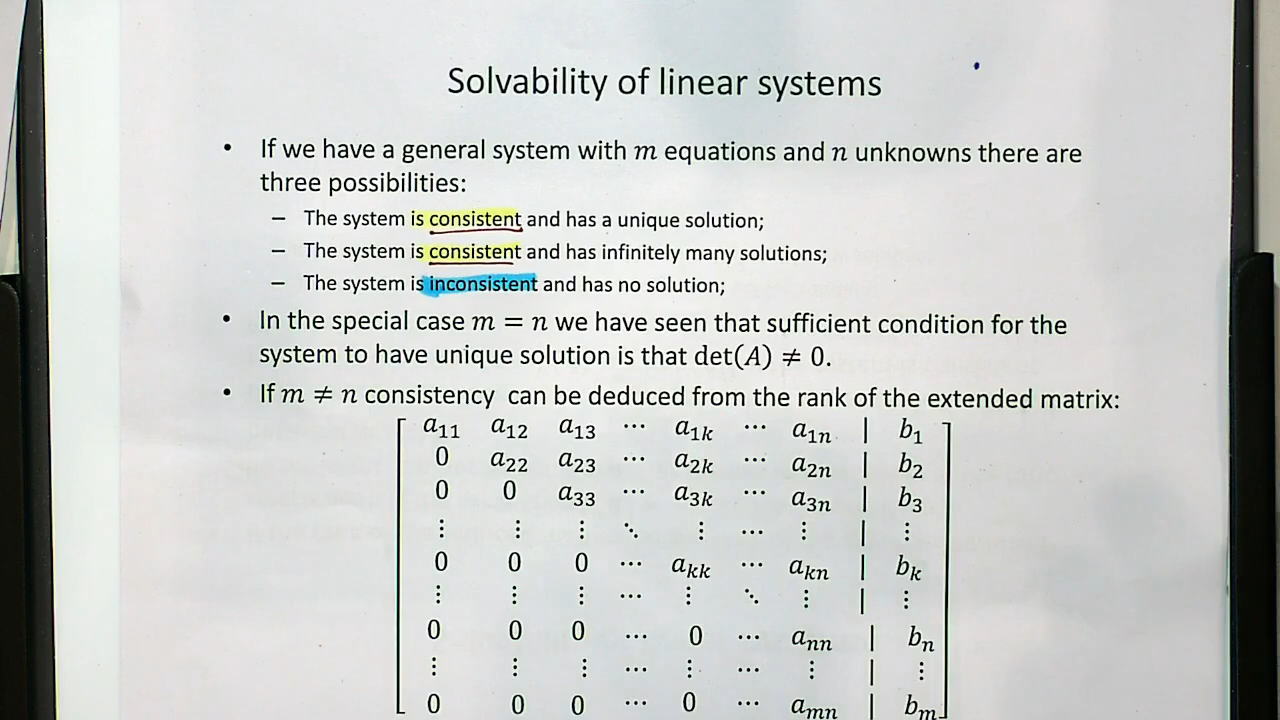 Solvability of linear systems
• If we have a general system with m equations and n unknowns there are
three possibilities:
– The system is consistent and has a unique solution;
– The system is consistent and has infinitely many solutions;
– The system is inconsistent and has no solution;
• In the special case m = n we have seen that sufficient condition for the
system to have unique solution is that det(A) ≠ 0.
• If m ≠ n consistency can be deduced from the rank of the extended matrix:
a₁₁ a₁₂ a₁₃ ⋯ a₁ₖ ⋯ a₁ₙ | b₁
0 a₂₂ a₂₃ ⋯ a₂ₖ ⋯ a₂ₙ | b₂
0 0 a₃₃ ⋯ a₃ₖ ⋯ a₃ₙ | b₃
⋮ ⋮ ⋮ ⋱ ⋮ ⋯ ⋮ | ⋮
0 0 0 ⋯ aₖₖ ⋯ aₖₙ | bₖ
⋮ ⋮ ⋮ ⋯ ⋮ ⋱ ⋮ | ⋮
0 0 0 ⋯ 0 ⋯ aₙₙ | bₙ
⋮ ⋮ ⋮ ⋯ ⋮ ⋯ ⋮ | ⋮
0 0 0 ⋯ 0 ⋯ aₘₙ | bₘ